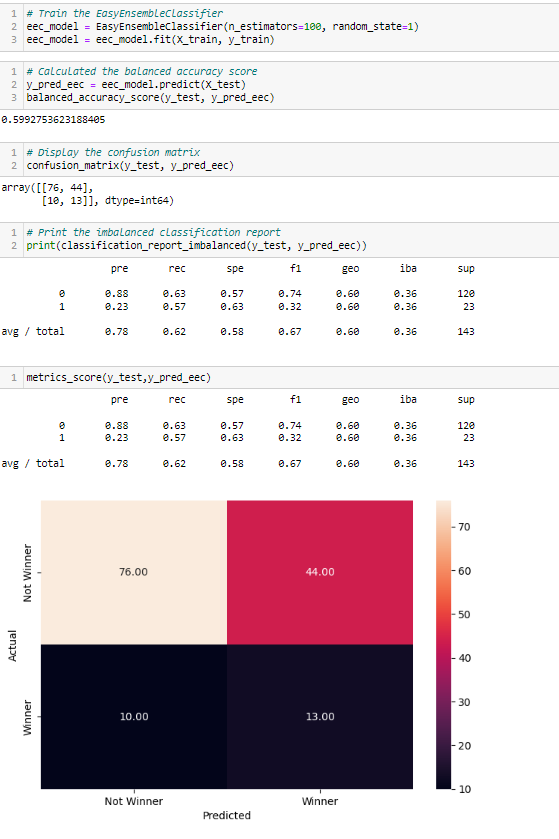 1 # Train the EasyEnsembleClassifier
2 eec_model = EasyEnsembleClassifier(n_estimators=100, random_state=1)
3 eec_model = eec_model.fit(X_train, y_train)
1 # Calculated the balanced accuracy score
2 y_pred_eec = eec_model.predict(X_test)
3 balanced_accuracy_score(y_test, y_pred_eec)
0.5992753623188405
1 # Display the confusion matrix
2 confusion_matrix(y_test, y_pred_eec)
array([[76, 44],
[10, 13]], dtype=int64)
1 # Print the imbalanced classification report
2 print(classification_report_imbalanced(y_test, y_pred_eec))
pre rec spe f1 geo iba sup
0 0.88 0.63 0.57 0.74 0.60 0.36 120
1 0.23 0.57 0.63 0.32 0.60 0.36 23
avg / total 0.78 0.62 0.58 0.67 0.60 0.36 143
1 metrics_score(y_test,y_pred_eec)
pre rec spe f1 geo iba sup
0 0.88 0.63 0.57 0.74 0.60 0.36 120
1 0.23 0.57 0.63 0.32 0.60 0.36 23
avg / total 0.78 0.62 0.58 0.67 0.60 0.36 143
Actual
Not Winner
76.00 44.00
Winner
10.00 13.00
Not Winner Winner
Predicted
70
60
50
40
30
20
10